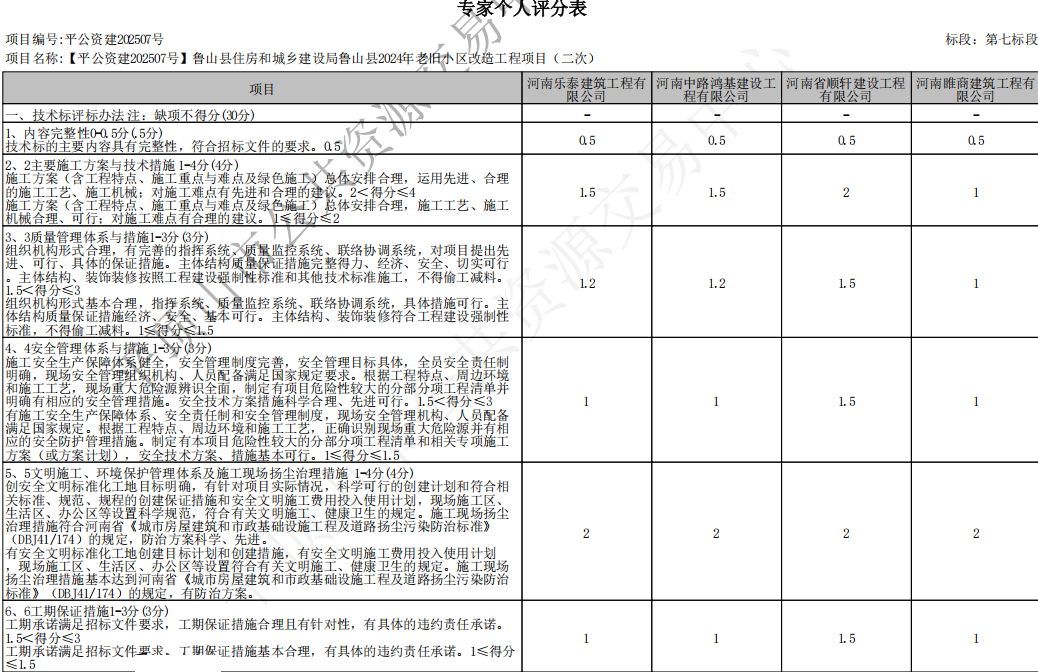 专家个人评分表
项目编号:平公资建202507号
标段: 第七标段
项目名称:【平公资建202507号】鲁山县住房和城乡建设局鲁山县2024年老旧小区改造工程项目（二次）
项目
河南乐泰建筑工程有
限公司
河南中路鸿基建设工
程有限公司
河南省顺轩建设工程
有限公司
河南雎商建筑工程有
限公司
一、技术标评标办法 注: 缺项不得分(30分)
-
-
-
-
1、内容完整性0-0.5分(.5分)
技术标的主要内容具有完整性，符合招标文件的要求。0.5
0.5
0.5
0.5
0.5
2、2主要施工方案与技术措施 1-4分(4分)
施工方案（含工程特点、施工重点与难点及绿色施工）总体安排合理，运用先进、合理
的施工工艺、施工机械; 对施工难点有先进和合理的建议。2＜得分≤4
施工方案（含工程特点、施工重点与难点及绿色施工）总体安排合理，施工工艺、施工
机械合理、可行; 对施工难点有合理的建议。1≤得分≤2
1.5
1.5
2
1
3、3质量管理体系与措施1-3分(3分)
组织机构形式合理，有完善的指挥系统、质量监控系统、联络协调系统，对项目提出先
进、可行、具体的保证措施。主体结构质量保证措施完整得力、经济、安全、切实可行
。主体结构、装饰装修按照工程建设强制性标准和其他技术标准施工，不得偷工减料。
1.5＜得分≤3
组织机构形式基本合理，指挥系统、质量监控系统、联络协调系统，具体措施可行。主
体结构质量保证措施经济、安全、基本可行。主体结构、装饰装修符合工程建设强制性
标准，不得偷工减料。1≤得分≤1.5
1.2
1.2
1.5
1
4、4安全管理体系与措施 1-3分(3分)
施工安全生产保障体系健全，安全管理制度完善，安全管理目标具体，全员安全责任制
明确，现场安全管理组织机构、人员配备满足国家规定要求。根据工程特点、周边环境
和施工工艺，现场重大危险源辨识全面，制定有项目危险性较大的分部分项工程清单并
明确有相应的安全管理措施。安全技术方案措施科学合理、先进可行。1.5＜得分≤3
有施工安全生产保障体系、安全责任制和安全管理制度，现场安全管理机构、人员配备
满足国家规定。根据工程特点、周边环境和施工工艺，正确识别现场重大危险源并有相
应的安全防护管理措施。制定有本项目危险性较大的分部分项工程清单和相关专项施工
方案（或方案计划），安全技术方案、措施基本可行。1≤得分≤1.5
1
1
1.5
1
5、5文明施工、环境保护管理体系及施工现场扬尘治理措施 1-4分(4分)
创安全文明标准化工地目标明确，有针对项目实际情况，科学可行的创建计划和符合相
关标准、规范、规程的创建保证措施和安全文明施工费用投入使用计划，现场施工区、
生活区、办公区等设置科学规范，符合有关文明施工、健康卫生的规定。施工现场扬尘
治理措施符合河南省《城市房屋建筑和市政基础设施工程及道路扬尘污染防治标准》
（DBJ41/174）的规定，防治方案科学、先进。
有安全文明标准化工地创建目标计划和创建措施，有安全文明施工费用投入使用计划
，现场施工区、生活区、办公区等设置符合有关文明施工、健康卫生的规定。施工现场
扬尘治理措施基本达到河南省《城市房屋建筑和市政基础设施工程及道路扬尘污染防治
标准》（DBJ41/174）的规定，有防治方案。
2
2
2
2
6、6工期保证措施1-3分(3分)
工期承诺满足招标文件要求，工期保证措施合理且有针对性，有具体的违约责任承诺。
1.5＜得分≤3
工期承诺满足招标文件要求。工期保证措施基本合理，有具体的违约责任承诺。1≤得分
≤1.5
1
1
1.5
1